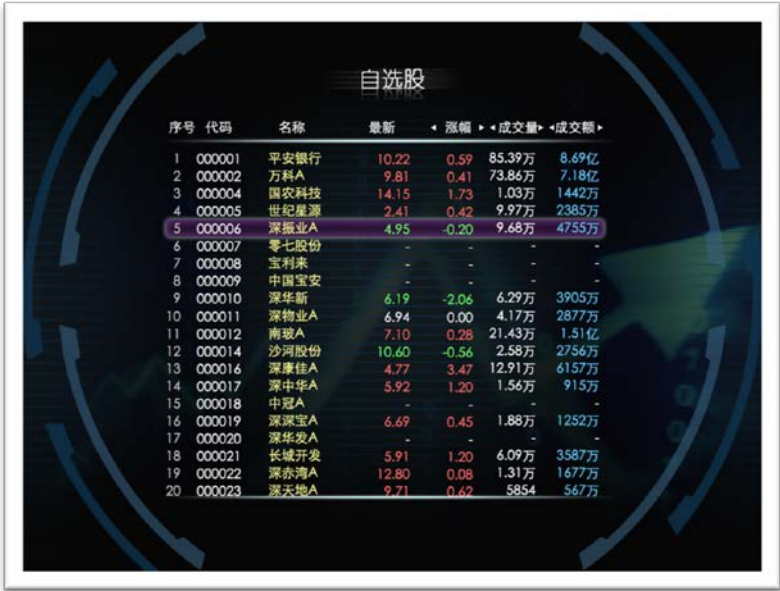 自选股
序号 代码 名称 最新 涨幅 成交量 成交额
1 000001 平安银行 10.22 0.59 85.39万 8.69亿
2 000002 万科A 9.81 0.41 73.86万 7.18亿
3 000004 国农科技 14.15 1.73 1.03万 1442万
4 000005 世纪星源 2.41 0.42 9.97万 2385万
5 000006 深振业A 4.95 -0.20 9.68万 4755万
6 000007 零七股份 - - - -
7 000008 宝利来 - - - -
8 000009 中国宝安 - - - -
9 000010 深华新 6.19 -2.06 6.29万 3905万
10 000011 深物业A 6.94 0.00 4.17万 2877万
11 000012 南玻A 7.10 0.28 21.43万 1.51亿
12 000014 沙河股份 10.60 -0.56 2.58万 2756万
13 000016 深康佳A 4.77 3.47 12.91万 6157万
14 000017 深中华A 5.92 1.20 1.56万 915万
15 000018 中冠A - - - -
16 000019 深深宝A 6.69 0.45 1.88万 1252万
17 000020 深华发A - - - -
18 000021 长城开发 5.91 1.20 6.09万 3587万
19 000022 深赤湾A 12.80 0.08 1.31万 1677万
20 000023 深天地A 9.71 0.62 5854 567万